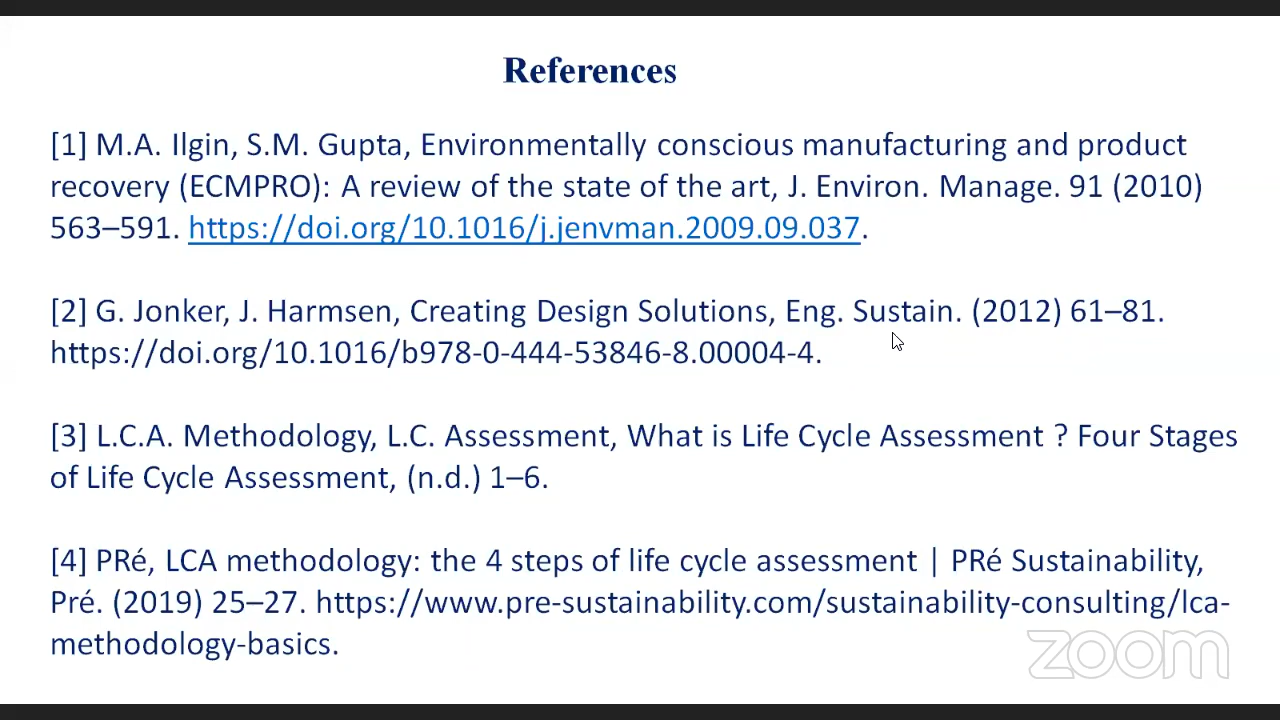 References
[1] M.A. Ilgin, S.M. Gupta, Environmentally conscious manufacturing and product
recovery (ECMPRO): A review of the state of the art, J. Environ. Manage. 91 (2010)
563–591. https://doi.org/10.1016/j.jenvman.2009.09.037.
[2] G. Jonker, J. Harmsen, Creating Design Solutions, Eng. Sustain. (2012) 61–81.
https://doi.org/10.1016/b978-0-444-53846-8.00004-4.
[3] L.C.A. Methodology, L.C. Assessment, What is Life Cycle Assessment ? Four Stages
of Life Cycle Assessment, (n.d.) 1–6.
[4] PRé, LCA methodology: the 4 steps of life cycle assessment | PRé Sustainability,
Pré. (2019) 25–27. https://www.pre-sustainability.com/sustainability-consulting/lca-
methodology-basics.
zoom